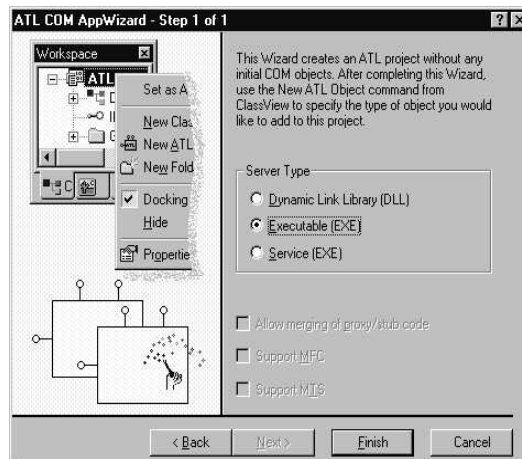 ATL COM AppWizard - Step 1 of 1
Workspace
ATL
Set as A
New Clas
New ATL
New Fold
Docking
Hide
Propertie
This Wizard creates an ATL project without any
initial COM objects. After completing this Wizard,
use the New ATL Object command from
ClassView to specify the type of object you would
like to add to this project.
Server Type
Dynamic Link Library (DLL)
Executable (EXE)
Service (EXE)
Allow merging of proxy/stub code
Support MFC
Support MTS
< Back
Next >
Finish
Cancel